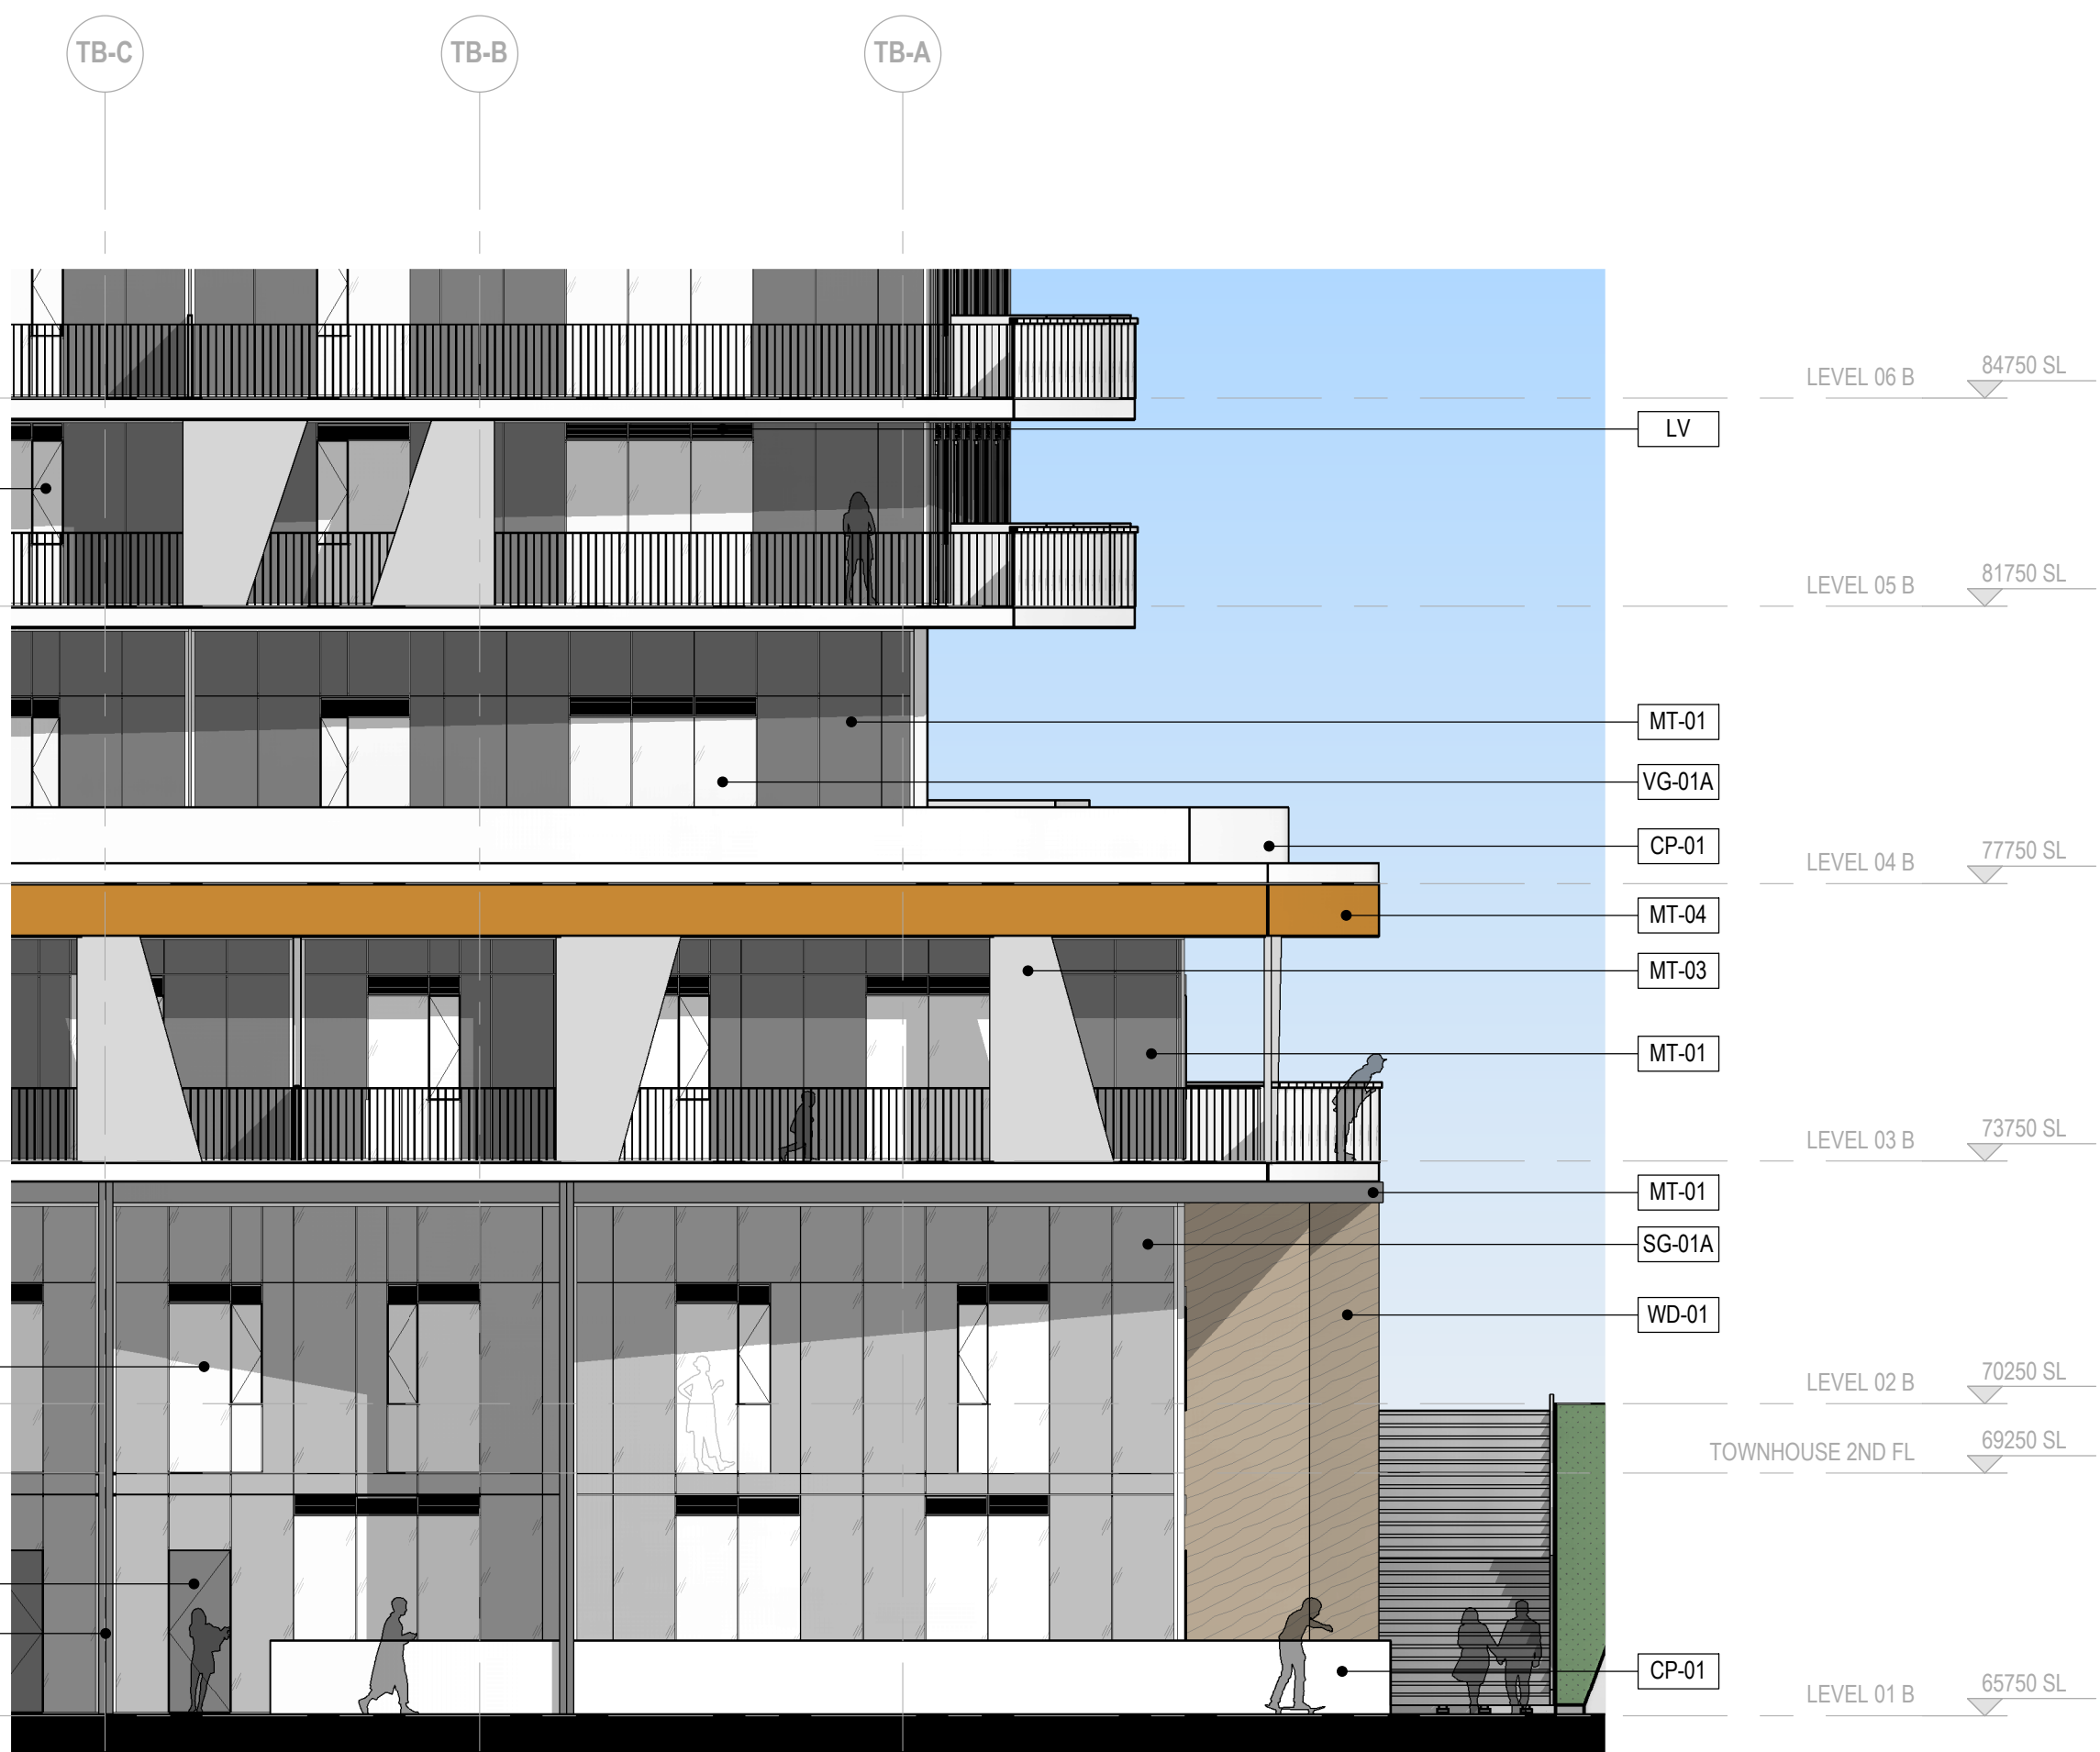 TB-C
TB-B
TB-A
84750 SL
LEVEL 06 B
LV
81750 SL
LEVEL 05 B
MT-01
VG-01A
CP-01
77750 SL
LEVEL 04 B
MT-04
MT-03
MT-01
73750 SL
LEVEL 03 B
MT-01
SG-01A
WD-01
70250 SL
LEVEL 02 B
69250 SL
TOWNHOUSE 2ND FL
CP-01
65750 SL
LEVEL 01 B